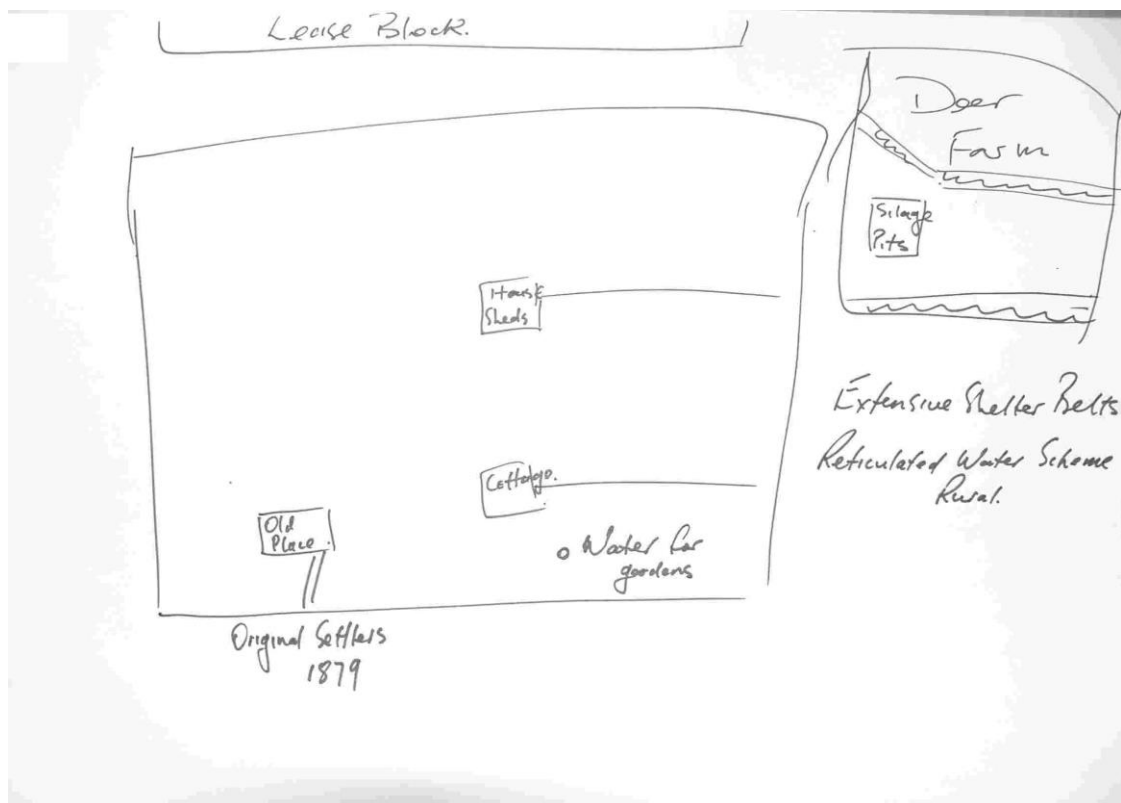 Lease Block.
Deer
Farm
Silage
Pits
House
Sheds
Extensive Shelter Belts
Reticulated Water Scheme
Rural.
Cottage.
Old
Place.
Water for
gardens
Original Settlers
1879